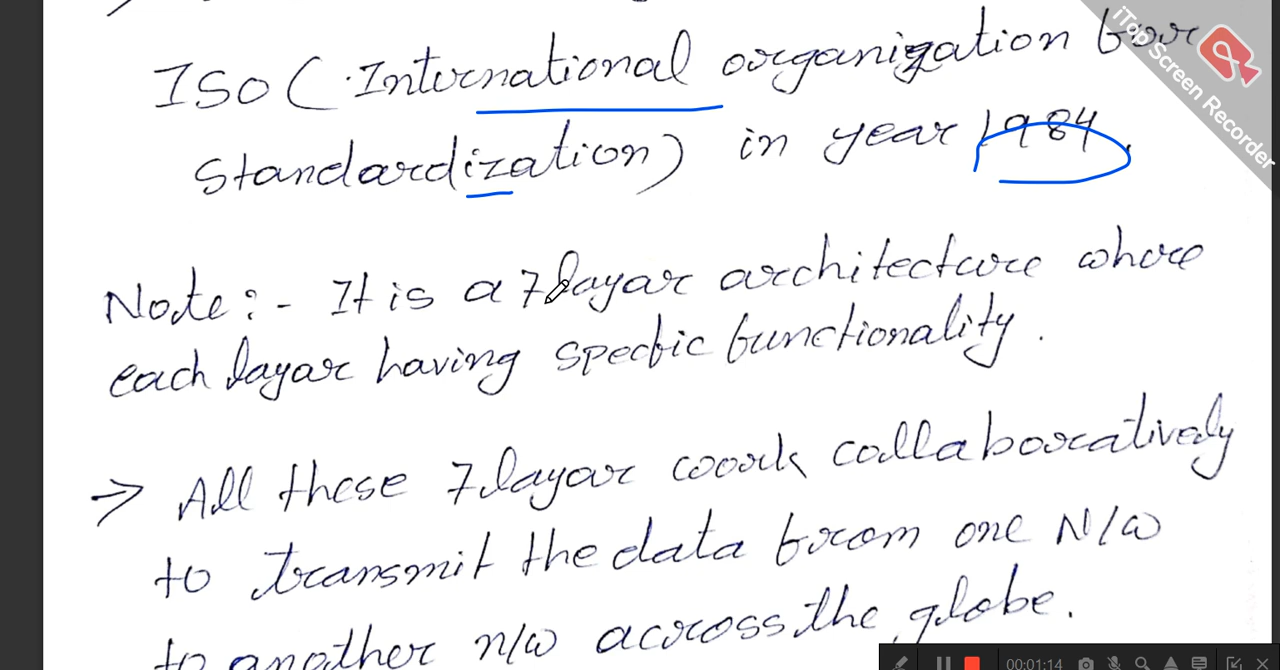 ISO (International organization for
Standardization) in year 1984.
Note :- It is a 7 layar architecture where
each layar having specfic functionality.
→ All these 7 layar work collaboratively
to transmit the data from one N/w
to another n/w across the globe.
iTop Screen Recorder
00:01:14